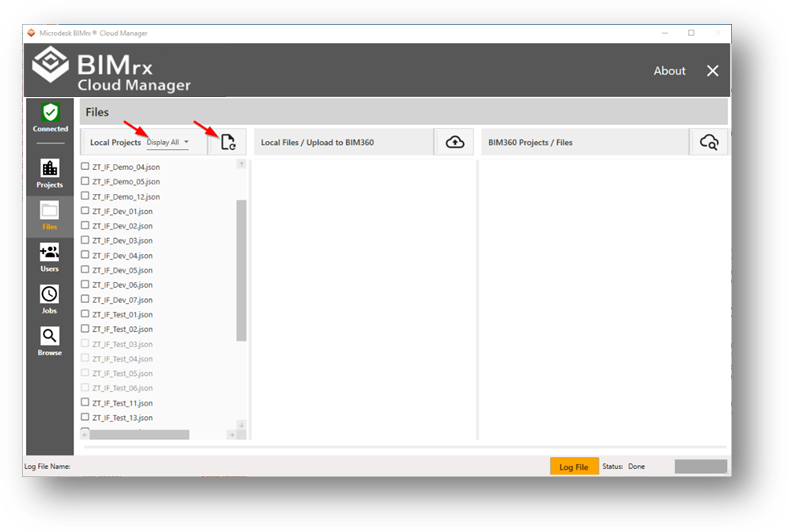 Microdesk BIMrx® Cloud Manager
BIMrx
Cloud Manager
About
Connected
Projects
Files
Users
Jobs
Browse
Files
Local Projects Display All
Local Files / Upload to BIM360
BIM360 Projects / Files
ZT_IF_Demo_04.json
ZT_IF_Demo_05.json
ZT_IF_Demo_12.json
ZT_IF_Dev_01.json
ZT_IF_Dev_02.json
ZT_IF_Dev_03.json
ZT_IF_Dev_04.json
ZT_IF_Dev_05.json
ZT_IF_Dev_06.json
ZT_IF_Dev_07.json
ZT_IF_Test_01.json
ZT_IF_Test_02.json
ZT_IF_Test_03.json
ZT_IF_Test_04.json
ZT_IF_Test_05.json
ZT_IF_Test_06.json
ZT_IF_Test_11.json
ZT_IF_Test_13.json
Log File Name:
Log File
Status: Done